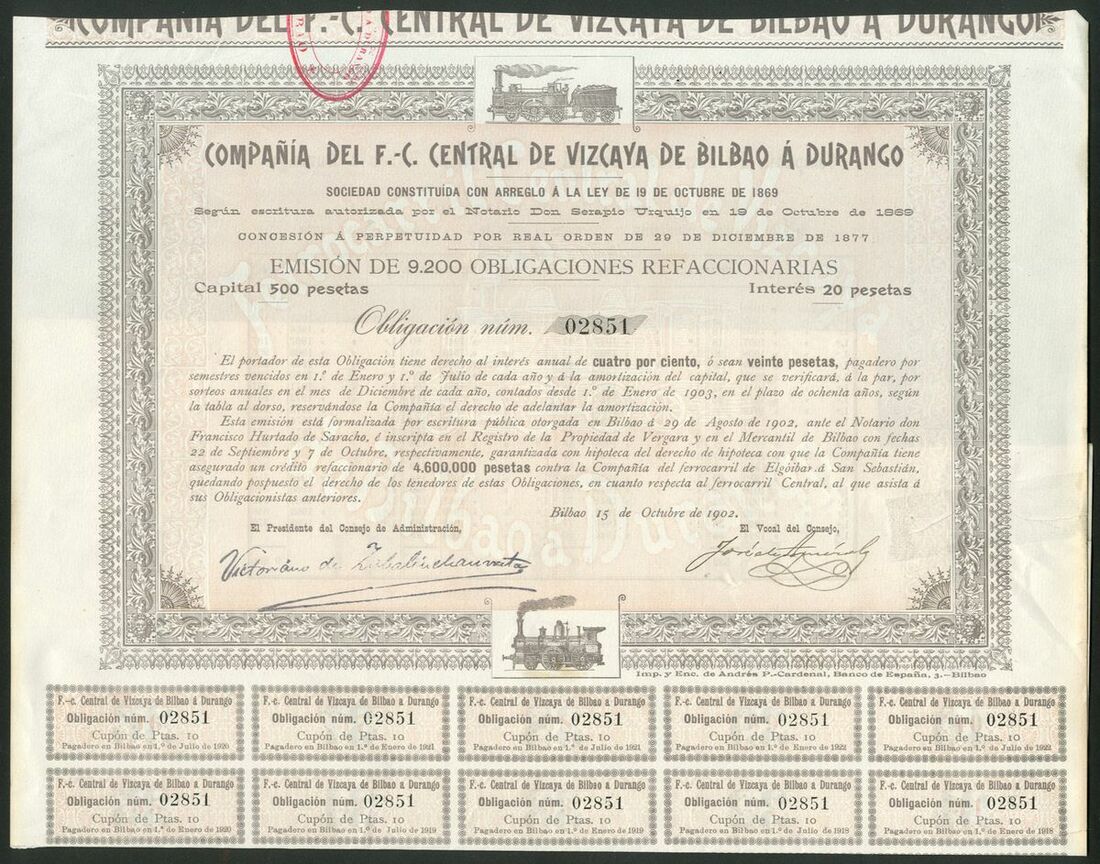 COMPAÑÍA DEL F.-C. CENTRAL DE VIZCAYA DE BILBAO Á DURANGO
COMPAÑÍA DEL F.-C. CENTRAL DE VIZCAYA DE BILBAO Á DURANGO
SOCIEDAD CONSTITUÍDA CON ARREGLO Á LA LEY DE 19 DE OCTUBRE DE 1869
Según escritura autorizada por el Notario Don Serapio Urquijo en 19 de Octubre de 1869
CONCESIÓN Á PERPETUIDAD POR REAL ORDEN DE 29 DE DICIEMBRE DE 1877
EMISIÓN DE 9.200 OBLIGACIONES REFACCIONARIAS
Capital 500 pesetas Interés 20 pesetas
Obligación núm. 02851
El portador de esta Obligación tiene derecho al interés anual de cuatro por ciento, ó sean veinte pesetas, pagadero por
semestres vencidos en 1.º de Enero y 1.º de Julio de cada año y á la amortización del capital, que se verificará, á la par, por
sorteos anuales en el mes de Diciembre de cada año, contados desde 1.º de Enero de 1903, en el plazo de ochenta años, según
la tabla al dorso, reservándose la Compañía el derecho de adelantar la amortización.
Esta emisión está formalizada por escritura pública otorgada en Bilbao á 29 de Agosto de 1902, ante el Notario don
Francisco Hurtado de Saracho, é inscripta en el Registro de la Propiedad de Vergara y en el Mercantil de Bilbao con fechas
22 de Septiembre y 7 de Octubre, respectivamente, garantizada con hipoteca del derecho de hipoteca con que la Compañía tiene
asegurado un crédito refaccionario de 4.600,000 pesetas contra la Compañía del ferrocarril de Elgóibar á San Sebastián,
quedando pospuesto el derecho de los tenedores de estas Obligaciones, en cuanto respecta al ferrocarril Central, al que asista á
sus Obligacionistas anteriores.
Bilbao 15 de Octubre de 1902.
El Presidente del Consejo de Administración, El Vocal del Consejo,
Victoriano de
José de
Imp. y Enc. de Andrés P.-Cardenal, Banco de España, 3.—Bilbao
F.-c. Central de Vizcaya de Bilbao á Durango F.-c. Central de Vizcaya de Bilbao á Durango F.-c. Central de Vizcaya de Bilbao á Durango F.-c. Central de Vizcaya de Bilbao á Durango F.-c. Central de Vizcaya de Bilbao á Durango
Obligación núm. 02851 Obligación núm. 02851 Obligación núm. 02851 Obligación núm. 02851 Obligación núm. 02851
Cupón de Ptas. 10 Cupón de Ptas. 10 Cupón de Ptas. 10 Cupón de Ptas. 10 Cupón de Ptas. 10
Pagadero en Bilbao en 1.º de Julio de 1920 Pagadero en Bilbao en 1.º de Enero de 1921 Pagadero en Bilbao en 1.º de Julio de 1921 Pagadero en Bilbao en 1.º de Enero de 1922 Pagadero en Bilbao en 1.º de Julio de 1922
F.-c. Central de Vizcaya de Bilbao á Durango F.-c. Central de Vizcaya de Bilbao á Durango F.-c. Central de Vizcaya de Bilbao á Durango F.-c. Central de Vizcaya de Bilbao á Durango F.-c. Central de Vizcaya de Bilbao á Durango
Obligación núm. 02851 Obligación núm. 02851 Obligación núm. 02851 Obligación núm. 02851 Obligación núm. 02851
Cupón de Ptas. 10 Cupón de Ptas. 10 Cupón de Ptas. 10 Cupón de Ptas. 10 Cupón de Ptas. 10
Pagadero en Bilbao en 1.º de Enero de 1920 Pagadero en Bilbao en 1.º de Julio de 1919 Pagadero en Bilbao en 1.º de Enero de 1919 Pagadero en Bilbao en 1.º de Julio de 1918 Pagadero en Bilbao en 1.º de Enero de 1918